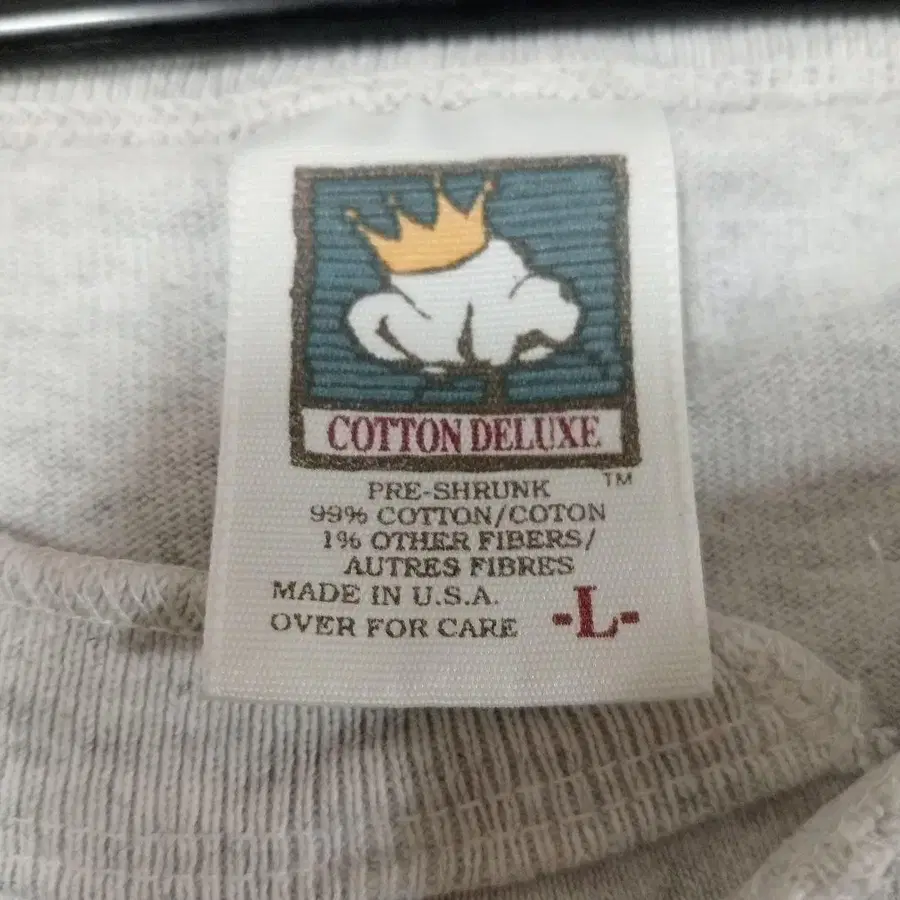 COTTON DELUXE
TM
PRE-SHRUNK
99% COTTON/COTON
1% OTHER FIBERS/
AUTRES FIBRES
MADE IN U.S.A.
OVER FOR CARE -L-